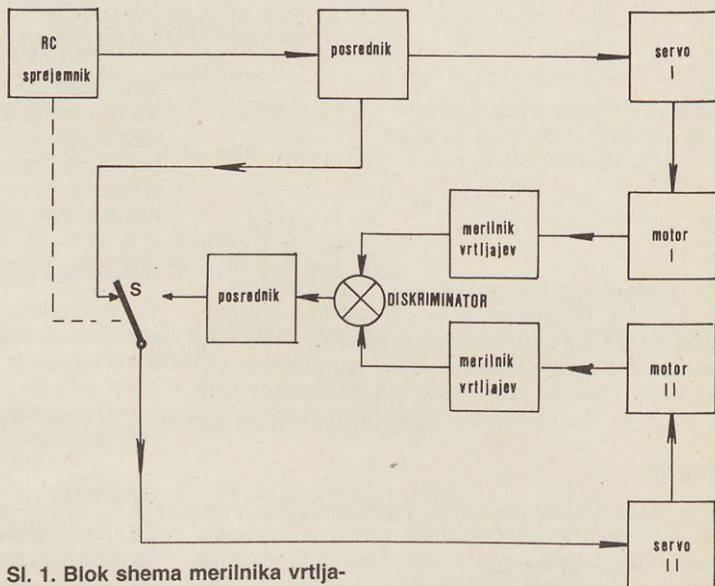 RC
sprejemnik
posrednik
servo
I
merilnik
vrtljajev
motor
I
S
posrednik
DISKRIMINATOR
merilnik
vrtljajev
motor
II
servo
II
Sl. 1. Blok shema merilnika vrtlja-